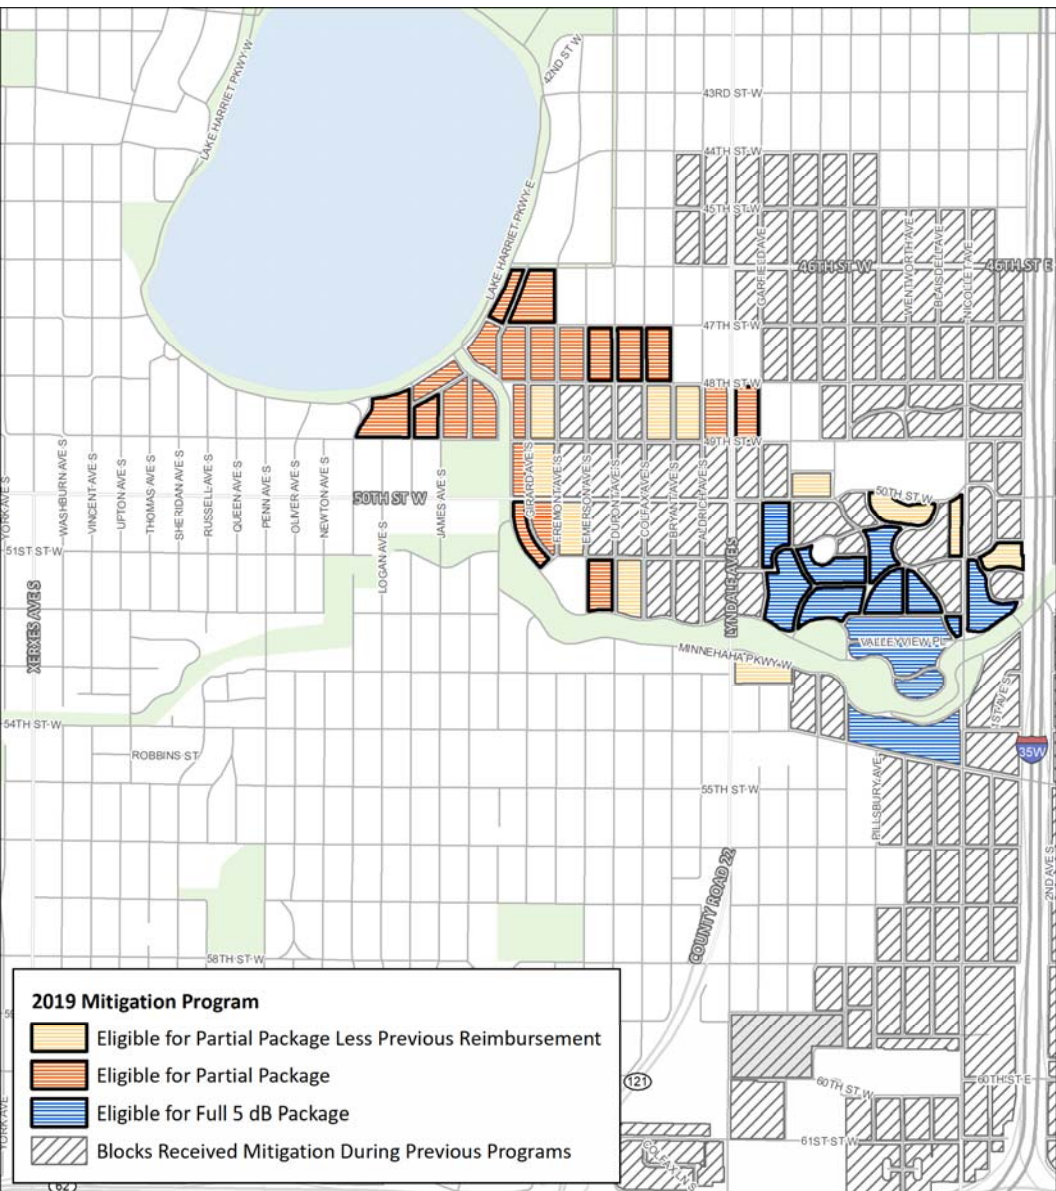 42ND ST W
LAKE HARRIET PKWY W
43RD ST W
44TH ST W
LAKE HARRIET PKWY E
45TH ST W
GARFIELD AVE
WENTWORTH AVE
BLAISDELL AVE
NICOLLET AVE
46TH ST W
46TH ST E
47TH ST W
48TH ST W
49TH ST W
YORK AVE S
WASHBURN AVE S
VINCENT AVE S
UPTON AVE S
THOMAS AVE S
SHERIDAN AVE S
RUSSELL AVE S
QUEEN AVE S
PENN AVE S
OLIVER AVE S
NEWTON AVE S
50TH ST W
JAMES AVE S
GIRARD AVE S
FREMONT AVE S
EMERSON AVE S
DUPONT AVE S
COLFAX AVE S
BRYANT AVE S
ALDRICH AVE S
50TH ST W
51ST ST W
LOGAN AVE S
XERXES AVE S
LYNDALE AVE S
VALLEY VIEW PL
MINNEHAHA PKWY W
1ST AVE S
54TH ST W
ROBBINS ST
35W
55TH ST W
PILLSBURY AVE
COUNTY ROAD 22
2ND AVE S
58TH ST W
2019 Mitigation Program
Eligible for Partial Package Less Previous Reimbursement
Eligible for Partial Package
Eligible for Full 5 dB Package
Blocks Received Mitigation During Previous Programs
121
60TH ST W
60TH ST E
61ST ST W
YORK AVE
COLFAX LN S
62